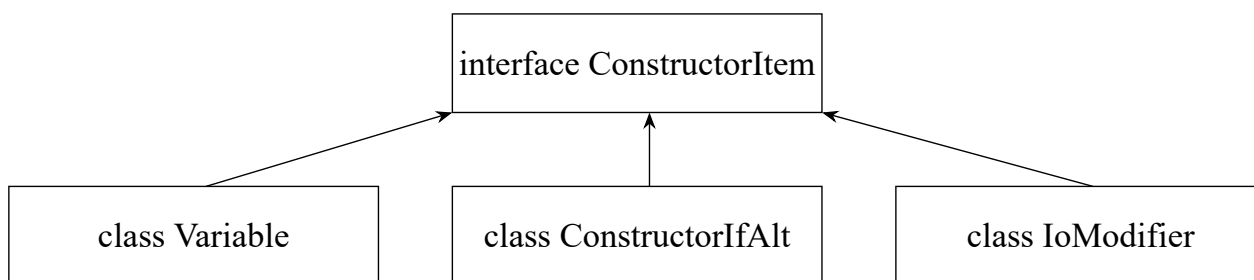 interface ConstructorItem
class Variable
class ConstructorIfAlt
class IoModifier